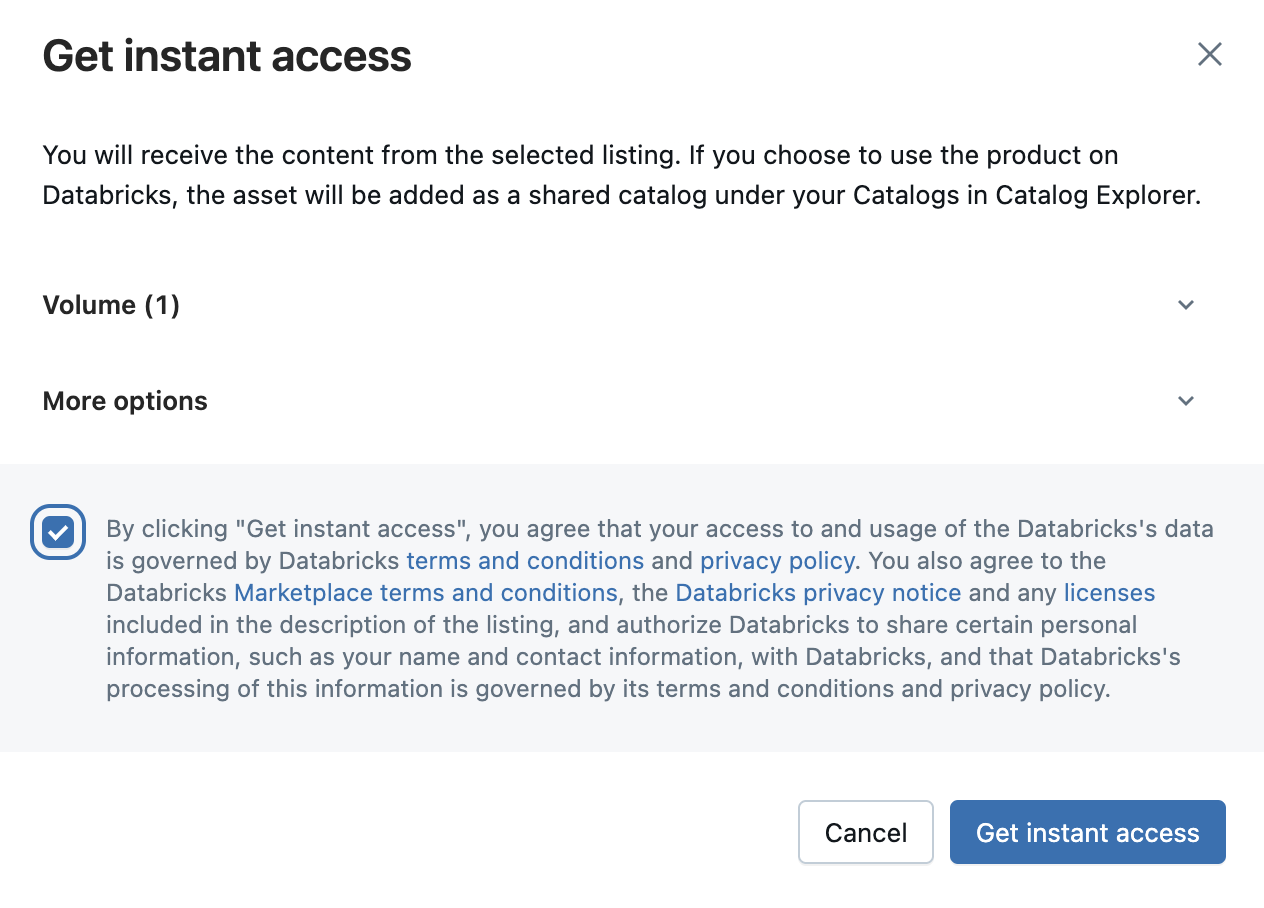 Get instant access
You will receive the content from the selected listing. If you choose to use the product on
Databricks, the asset will be added as a shared catalog under your Catalogs in Catalog Explorer.
Volume (1)
More options
By clicking "Get instant access", you agree that your access to and usage of the Databricks's data
is governed by Databricks terms and conditions and privacy policy. You also agree to the
Databricks Marketplace terms and conditions, the Databricks privacy notice and any licenses
included in the description of the listing, and authorize Databricks to share certain personal
information, such as your name and contact information, with Databricks, and that Databricks's
processing of this information is governed by its terms and conditions and privacy policy.
Cancel
Get instant access